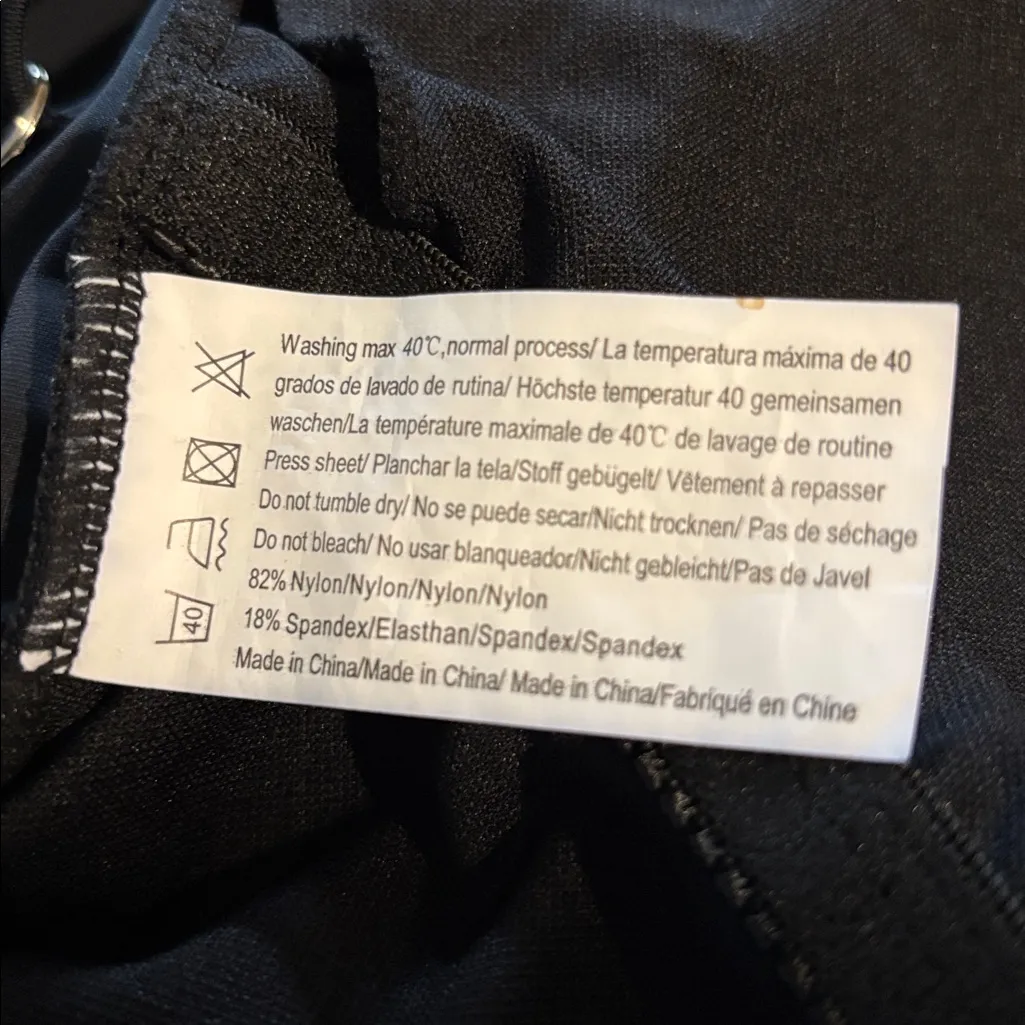 Washing max 40℃,normal process/ La temperatura máxima de 40
grados de lavado de rutina/ Höchste temperatur 40 gemeinsamen
waschen/La température maximale de 40℃ de lavage de routine
Press sheet/ Planchar la tela/Stoff gebügelt/ Vêtement à repasser
Do not tumble dry/ No se puede secar/Nicht trocknen/ Pas de séchage
Do not bleach/ No usar blanqueador/Nicht gebleicht/Pas de Javel
82% Nylon/Nylon/Nylon/Nylon
18% Spandex/Elasthan/Spandex/Spandex
Made in China/Made in China/ Made in China/Fabriqué en Chine
40